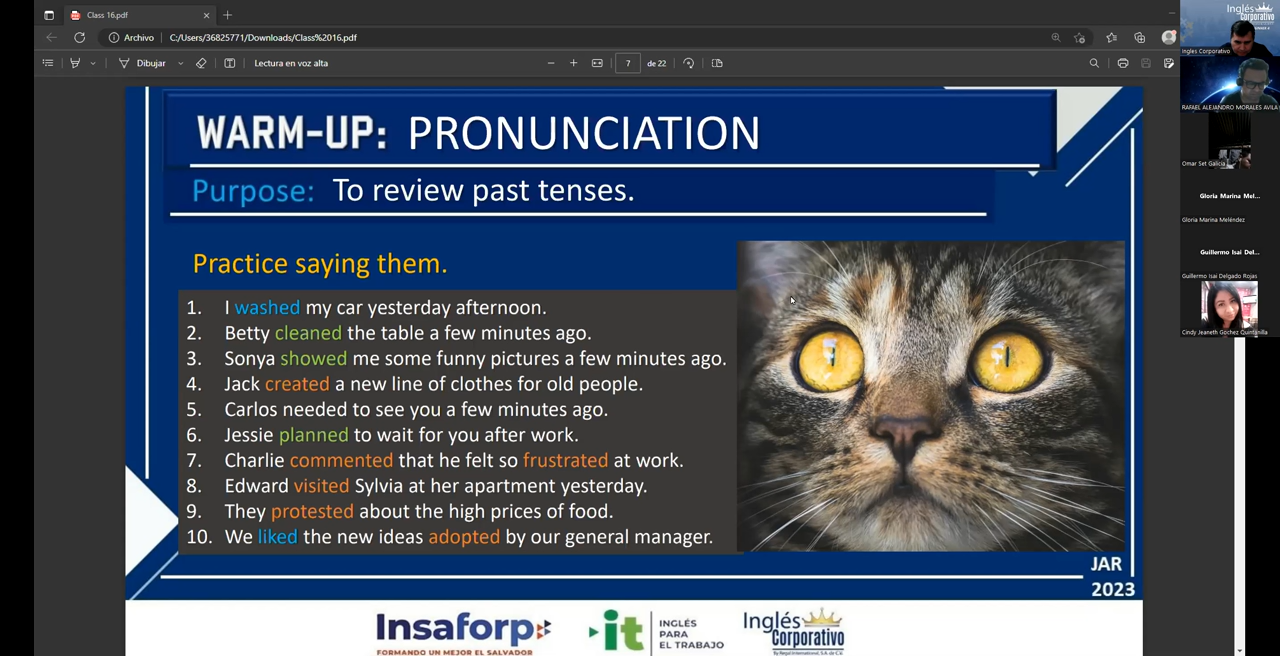 Class 16.pdf
Archivo
C:/Users/36825771/Downloads/Class%2016.pdf
Dibujar
Lectura en voz alta
7
de 22
WARM-UP: PRONUNCIATION
Purpose: To review past tenses.
Practice saying them.
1. I washed my car yesterday afternoon.
2. Betty cleaned the table a few minutes ago.
3. Sonya showed me some funny pictures a few minutes ago.
4. Jack created a new line of clothes for old people.
5. Carlos needed to see you a few minutes ago.
6. Jessie planned to wait for you after work.
7. Charlie commented that he felt so frustrated at work.
8. Edward visited Sylvia at her apartment yesterday.
9. They protested about the high prices of food.
10. We liked the new ideas adopted by our general manager.
JAR
2023
Insaforp
FORMANDO UN MEJOR EL SALVADOR
it
INGLÉS
PARA
EL TRABAJO
Inglés
Corporativo
Inglés
Corporativo
Ingles Corporativo
RAFAEL ALEJANDRO MORALES AVILA
Omar Set Galicia
Gloria Marina Mel...
Gloria Marina Meléndez
Guillermo Isai Del...
Guillermo Isai Delgado Rojas
Cindy Jeaneth Gochez Quintanilla